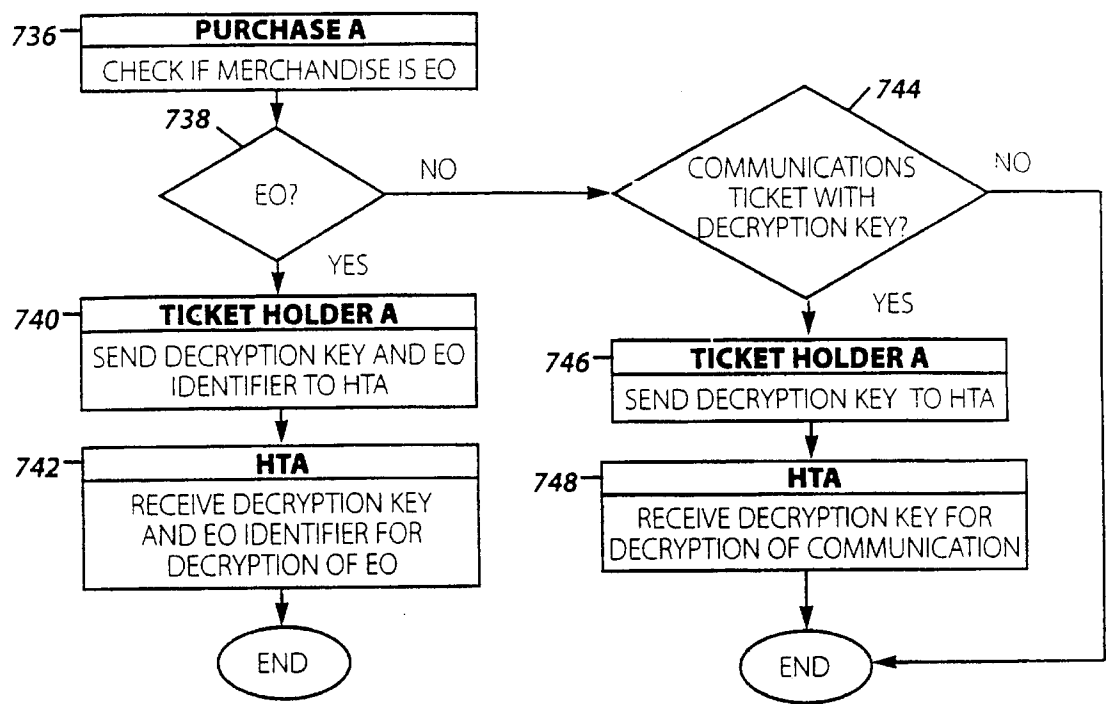 736
PURCHASE A
CHECK IF MERCHANDISE IS EO
738
EO?
NO
YES
740
TICKET HOLDER A
SEND DECRYPTION KEY AND EO
IDENTIFIER TO HTA
742
HTA
RECEIVE DECRYPTION KEY
AND EO IDENTIFIER FOR
DECRYPTION OF EO
END
744
COMMUNICATIONS
TICKET WITH
DECRYPTION KEY?
NO
YES
746
TICKET HOLDER A
SEND DECRYPTION KEY TO HTA
748
HTA
RECEIVE DECRYPTION KEY FOR
DECRYPTION OF COMMUNICATION
END